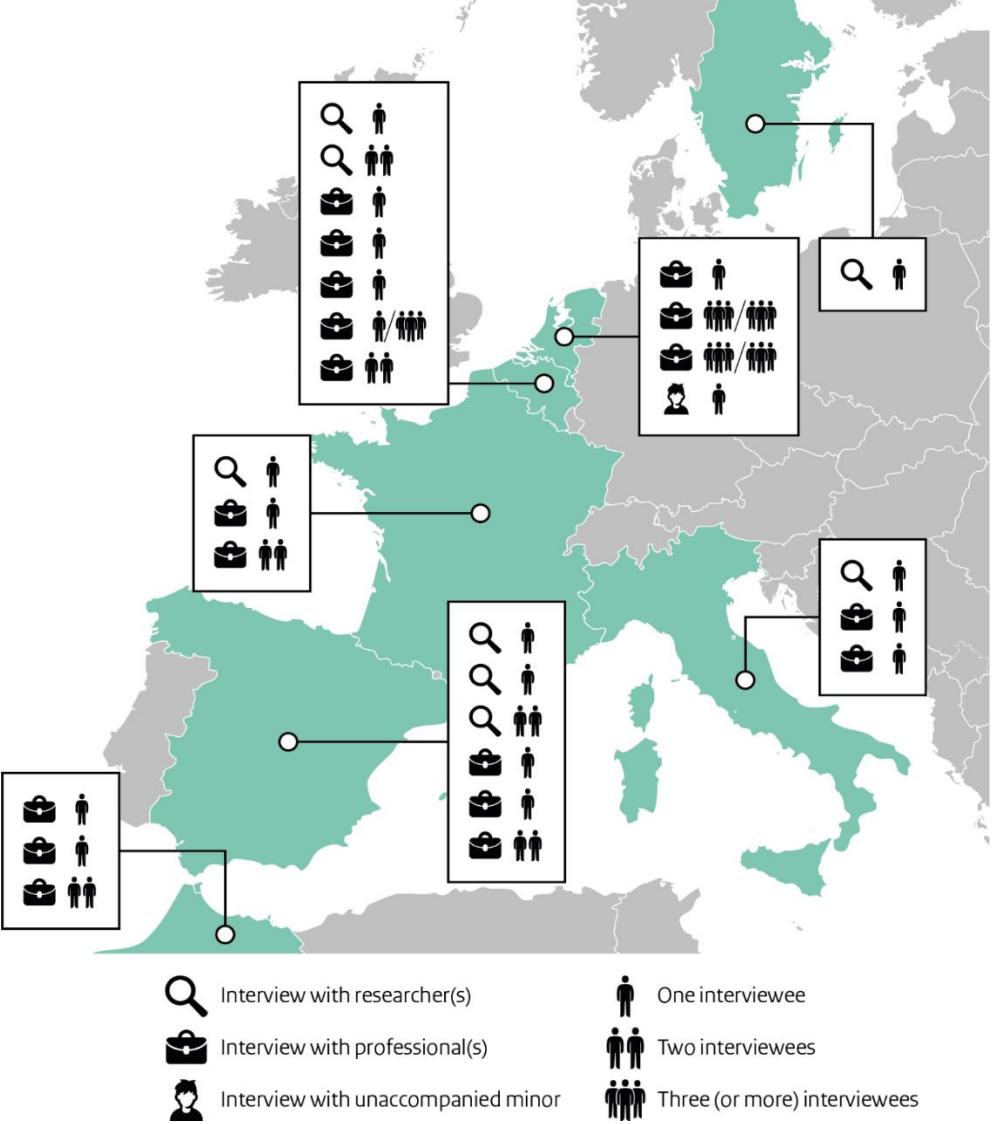 Interview with researcher(s)
One interviewee
Interview with professional(s)
Two interviewees
Interview with unaccompanied minor
Three (or more) interviewees